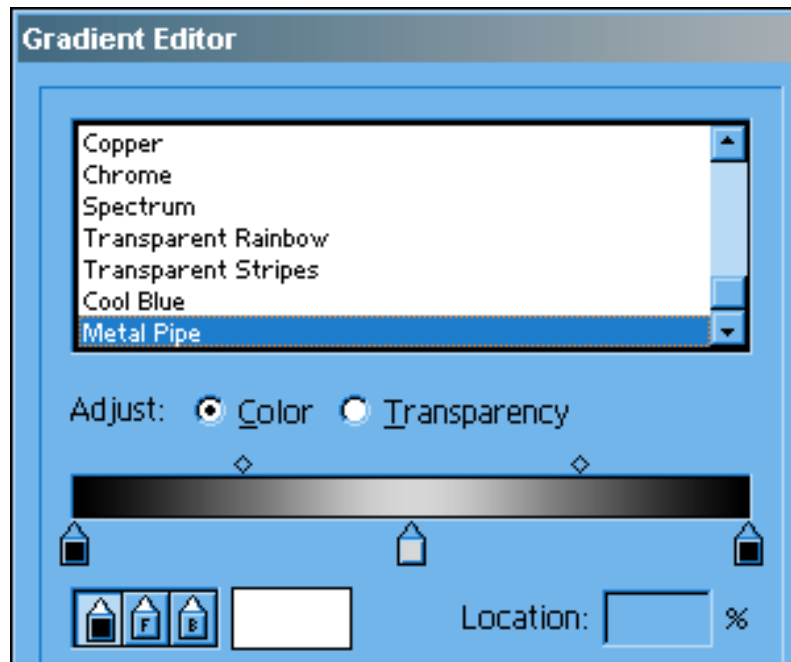 Gradient Editor
Copper
Chrome
Spectrum
Transparent Rainbow
Transparent Stripes
Cool Blue
Metal Pipe
Adjust: Color Transparency
F B Location: %